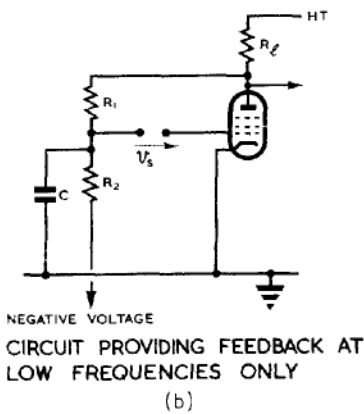 HT
Rℓ
R₁
Vs
C
R₂
NEGATIVE VOLTAGE
CIRCUIT PROVIDING FEEDBACK AT
LOW FREQUENCIES ONLY
(b)